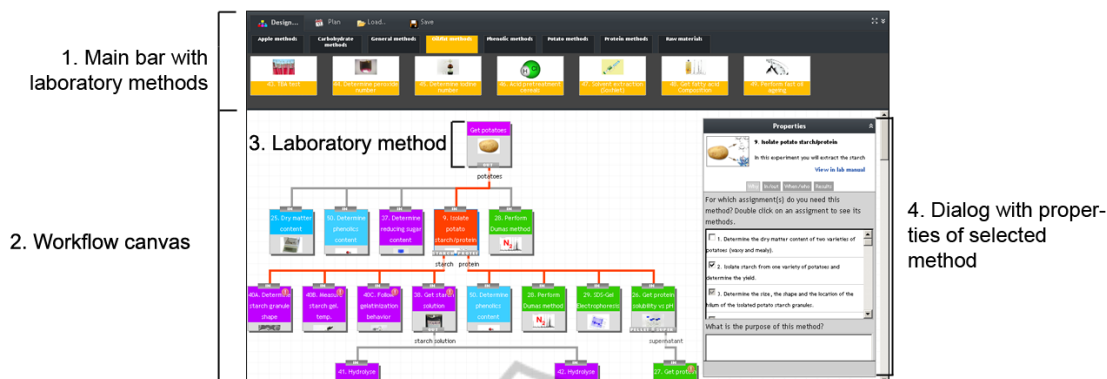 1. Main bar with
laboratory methods
2. Workflow canvas
3. Laboratory method
4. Dialog with proper-
ties of selected
method
Design...
Plan
Load...
Save
Apple methods
Carbohydrate
methods
General methods
Phenolic methods
Potato methods
Protein methods
Raw materials
43. TBA test
44. Determine peroxide
number
45. Determine iodine
number
46. Acid pretreatment
cereals
47. Solvent extraction
48. Get fatty acid
Composition
49. Perform fast oil
ageing
Get potatoes
potatoes
25. Dry matter
content
50. Determine
phenolics content
37. Determine
reducing sugar
content
9. Isolate
potato
starch/protein
28. Perform
Dumas method
N2
starch
protein
40A. Determine
starch granule
shape
40B. Measure
starch gel.
temp.
40C. Follow
gelatinization
behavior
38. Get starch
solution
50. Determine
phenolics
content
28. Perform
Dumas method
N2
29. SDS-Gel
Electrophoresis
26. Get protein
solubility vs pH
starch solution
supernatant
41. Hydrolyse
42. Hydrolyse
27. Get protein
Properties
9. Isolate potato starch/protein
In this experiment you will extract the starch
View in lab manual
Why
In/out
When/who
Results
For which assignment(s) do you need this
method? Double click on an assigment to see its
methods.
1. Determine the dry matter content of two varieties of
potatoes (waxy and mealy).
2. Isolate starch from one variety of potatoes and
determine the yield.
3. Determine the size, the shape and the location of the
hilum of the isolated potato starch granules.
What is the purpose of this method?